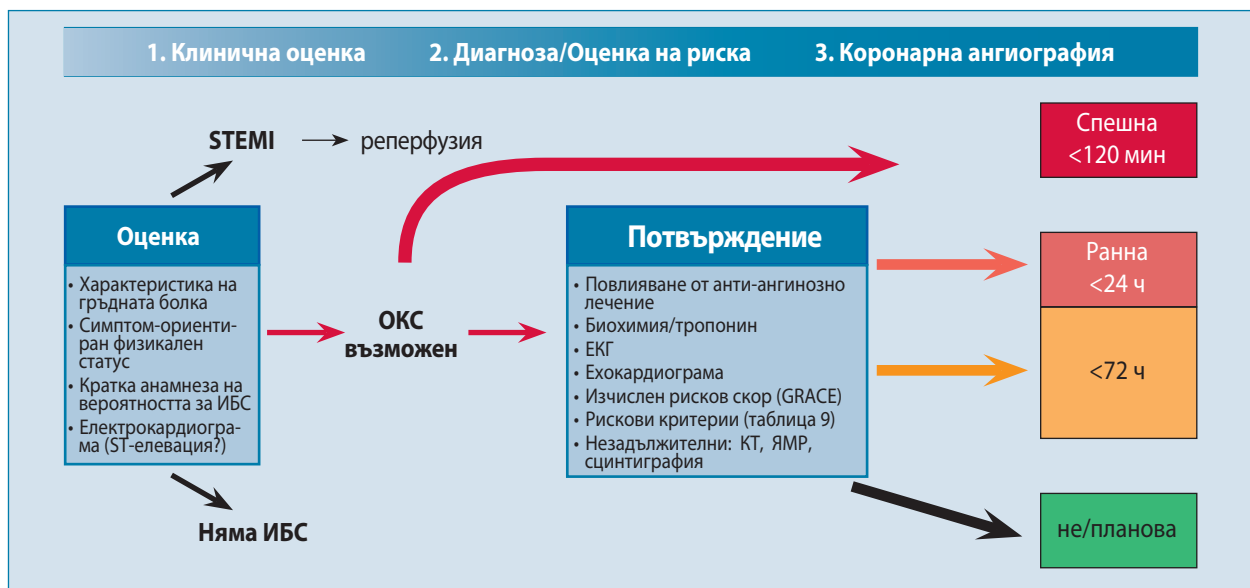 1. Клинична оценка
2. Диагноза/Оценка на риска
3. Коронарна ангиография
STEMI
реперфузия
Оценка
• Характеристика на
гръдната болка
• Симптом-ориенти-
ран физикален
статус
• Кратка анамнеза на
вероятността за ИБС
• Електрокардиогра-
ма (ST-елевация?)
Няма ИБС
ОКС
възможен
Потвърждение
• Повлияване от анти-ангинозно
лечение
• Биохимия/тропонин
• ЕКГ
• Ехокардиограма
• Изчислен рисков скор (GRACE)
• Рискови критерии (таблица 9)
• Незадължителни: КТ, ЯМР,
сцинтиграфия
Спешна
<120 мин
Ранна
<24 ч
<72 ч
не/планова